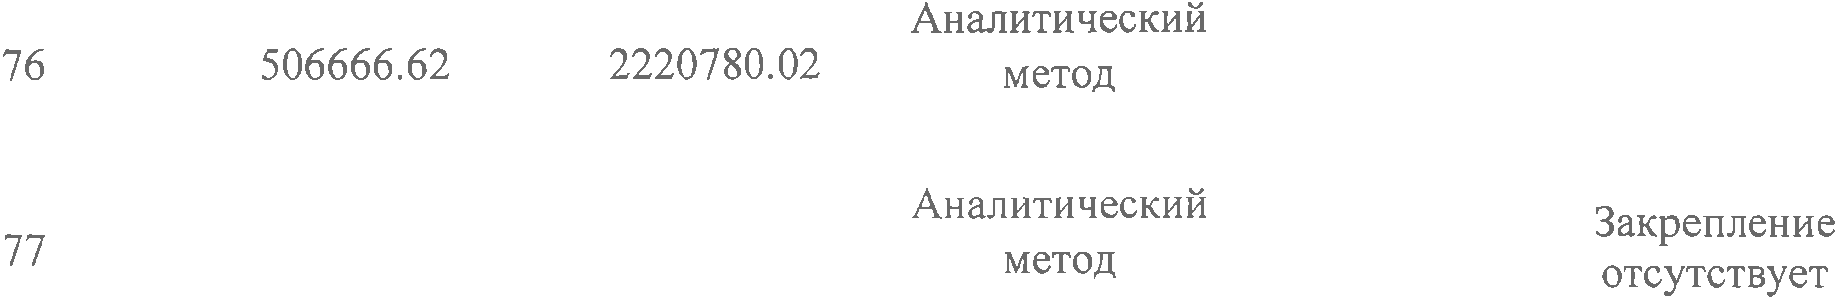 Аналитический
76 506666.62 2220780.02
метод
Аналитический
Закрепление
77
метод
отсутствует